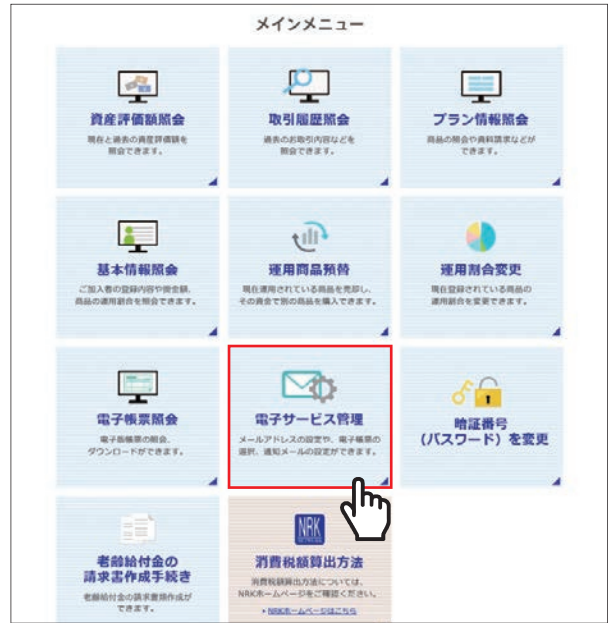 メインメニュー
資産評価額照会
現在と過去の資産評価額を
照会できます。
取引履歴照会
過去のお取引内容などを
照会できます。
プラン情報照会
商品の照会や資料請求などが
できます。
基本情報照会
ご加入者の登録内容や掛金額、
商品の運用割合を照会できます。
運用商品預替
現在運用されている商品を売却し、
その資金で別の商品を購入できます。
運用割合変更
現在登録されている商品の
運用割合を変更できます。
電子帳票照会
電子版帳票の照会、
ダウンロードができます。
電子サービス管理
メールアドレスの設定や、電子帳票の
選択、通知メールの設定ができます。
暗証番号
(パスワード)を変更
老齢給付金の
請求書作成手続き
老齢給付金の請求書類作成が
できます。
NRK
消費税額算出方法
消費税額算出方法については、
NRKホームページをご確認ください。
NRKホームページはこちら